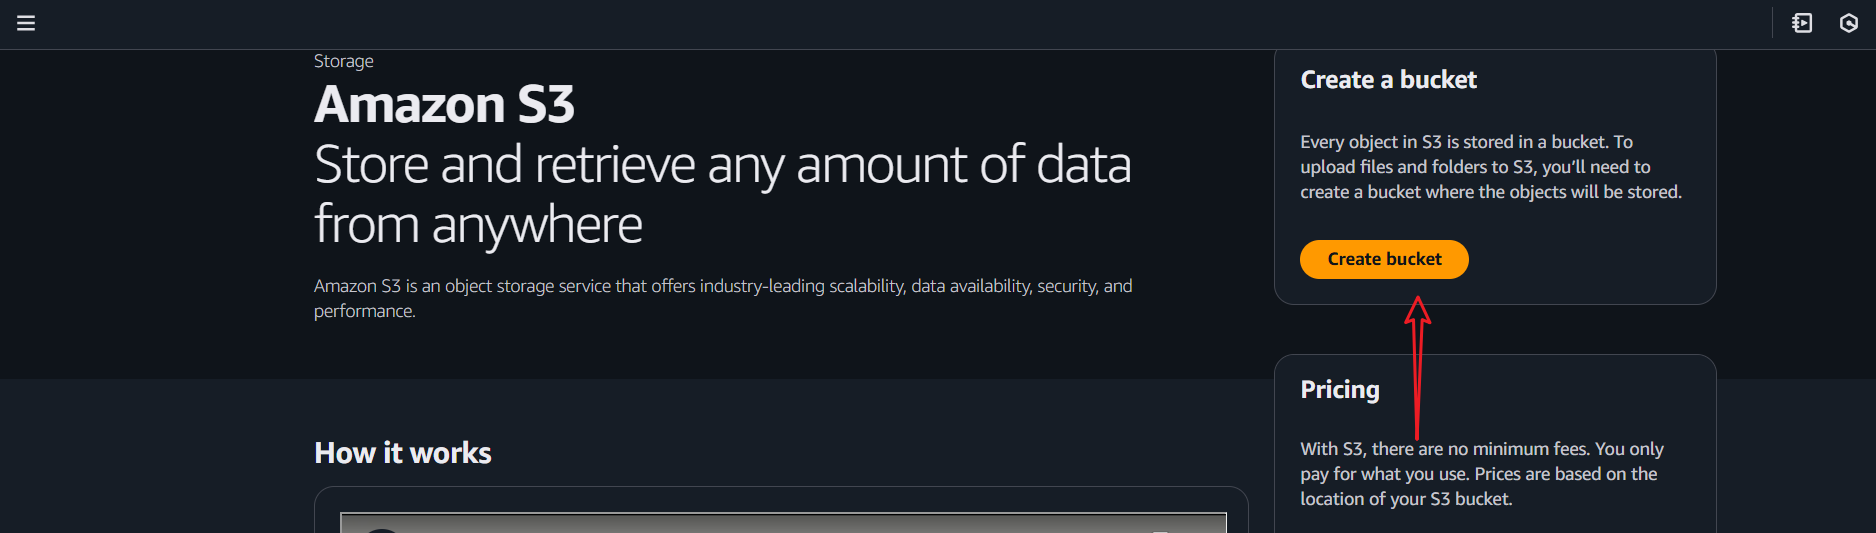 Storage
Amazon S3
Store and retrieve any amount of data
from anywhere
Amazon S3 is an object storage service that offers industry-leading scalability, data availability, security, and
performance.
Create a bucket
Every object in S3 is stored in a bucket. To
upload files and folders to S3, you’ll need to
create a bucket where the objects will be stored.
Create bucket
How it works
Pricing
With S3, there are no minimum fees. You only
pay for what you use. Prices are based on the
location of your S3 bucket.